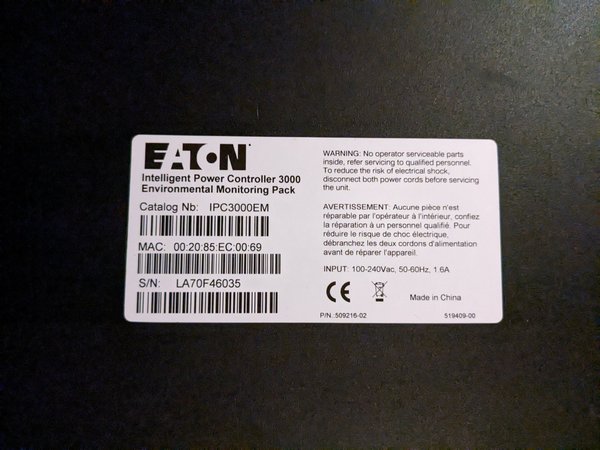 EATON
Intelligent Power Controller 3000
Environmental Monitoring Pack
Catalog Nb: IPC3000EM
MAC: 00:20:85:EC:00:69
S/N: LA70F46035
WARNING: No operator serviceable parts
inside, refer servicing to qualified personnel.
To reduce the risk of electrical shock,
disconnect both power cords before servicing
the unit.
AVERTISSEMENT: Aucune pièce n'est
réparable par l'opérateur à l'intérieur, confiez
la réparation à un personnel qualifié. Pour
réduire le risque de choc électrique,
débranchez les deux cordons d'alimentation
avant de réparer l'appareil.
INPUT: 100-240Vac, 50-60Hz, 1.6A
CE
Made in China
P/N.:509216-02
519409-00